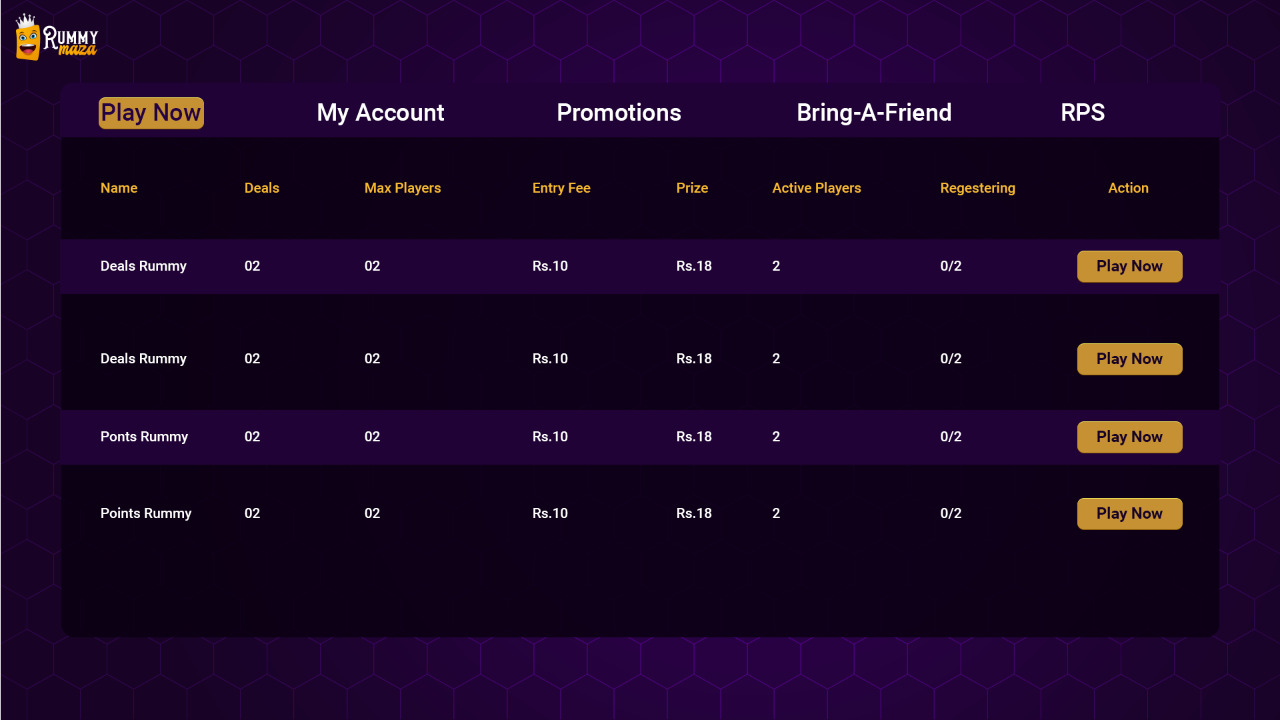 Rummy
maza
Play Now My Account Promotions Bring-A-Friend RPS
Name Deals Max Players Entry Fee Prize Active Players Regestering Action
Deals Rummy 02 02 Rs.10 Rs.18 2 0/2 Play Now
Deals Rummy 02 02 Rs.10 Rs.18 2 0/2 Play Now
Ponts Rummy 02 02 Rs.10 Rs.18 2 0/2 Play Now
Points Rummy 02 02 Rs.10 Rs.18 2 0/2 Play Now